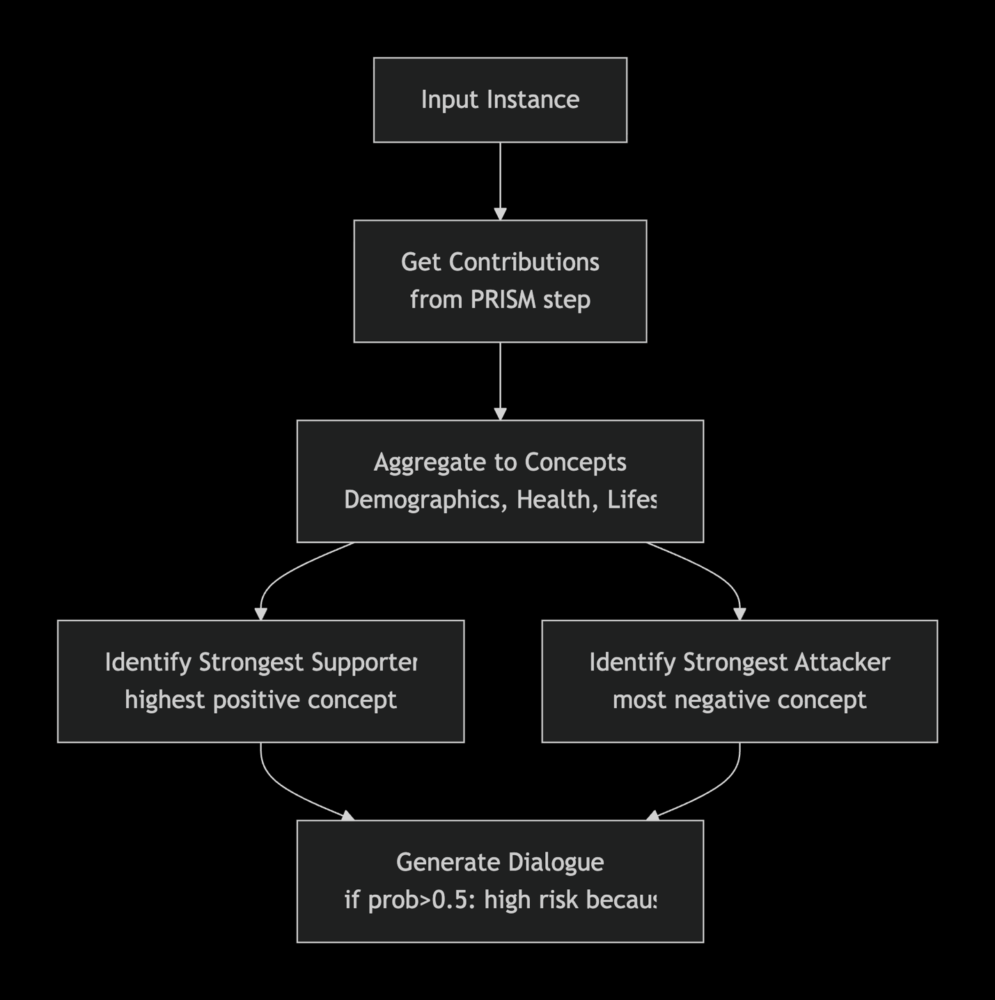 Input Instance
Get Contributions
from PRISM step
Aggregate to Concepts
Demographics, Health, Lifes
Identify Strongest Supporter
highest positive concept
Identify Strongest Attacker
most negative concept
Generate Dialogue
if prob>0.5: high risk becaus